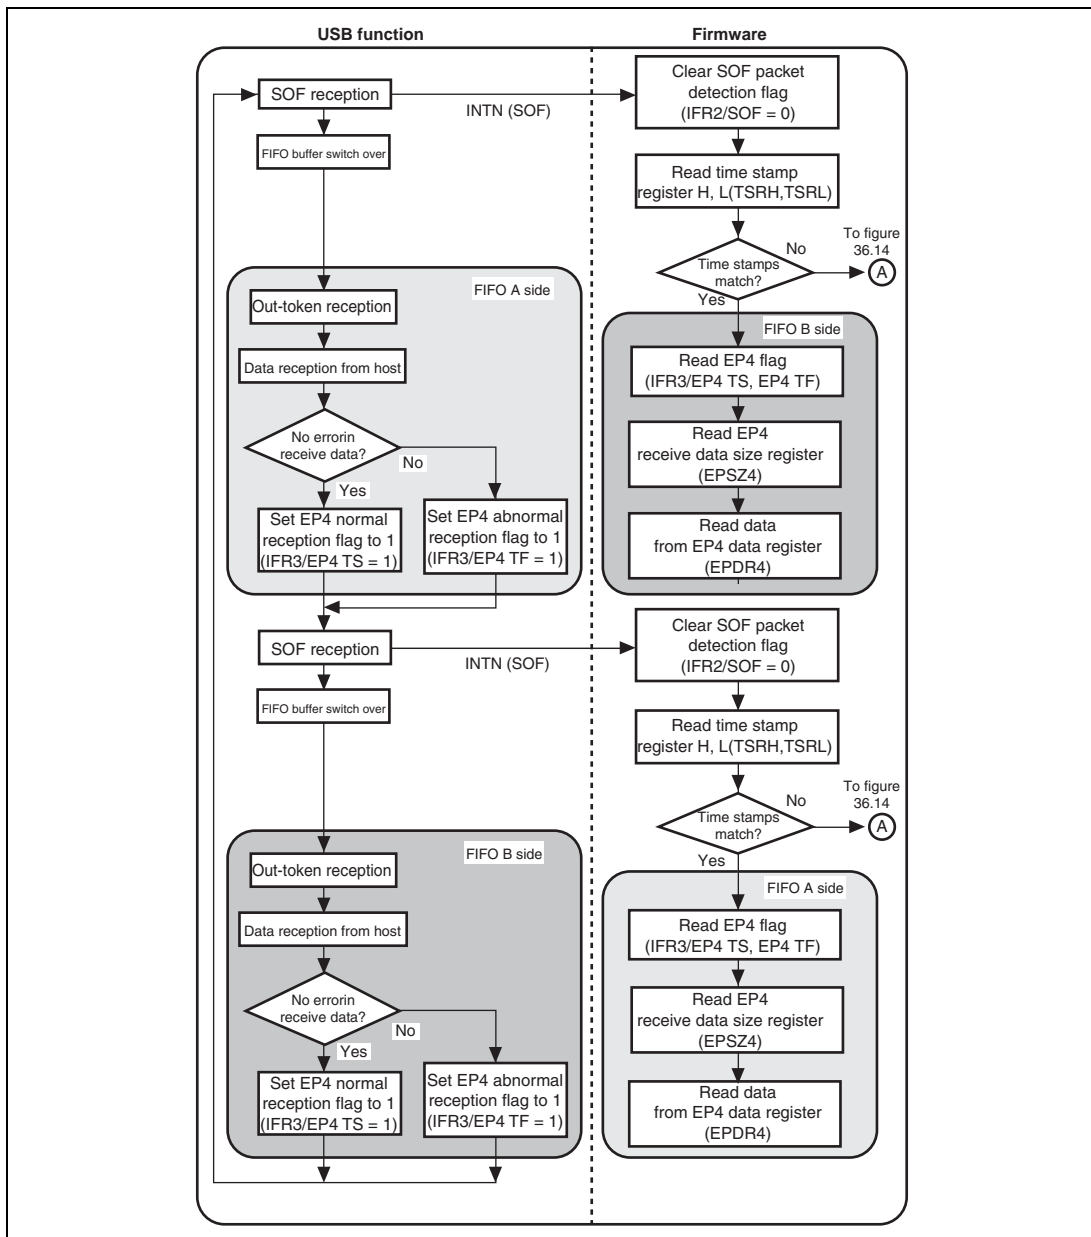 USB function
Firmware
SOF reception
INTN (SOF)
Clear SOF packet
detection flag
(IFR2/SOF = 0)
FIFO buffer switch over
Read time stamp
register H, L(TSRH,TSRL)
Time stamps
match?
No
To figure
36.14
A
Yes
FIFO A side
Out-token reception
Data reception from host
No errorin
receive data?
No
Yes
Set EP4 normal
reception flag to 1
(IFR3/EP4 TS = 1)
Set EP4 abnormal
reception flag to 1
(IFR3/EP4 TF = 1)
FIFO B side
Read EP4 flag
(IFR3/EP4 TS, EP4 TF)
Read EP4
receive data size register
(EPSZ4)
Read data
from EP4 data register
(EPDR4)
SOF reception
INTN (SOF)
Clear SOF packet
detection flag
(IFR2/SOF = 0)
FIFO buffer switch over
Read time stamp
register H, L(TSRH,TSRL)
Time stamps
match?
No
To figure
36.14
A
Yes
FIFO B side
Out-token reception
Data reception from host
No errorin
receive data?
No
Yes
Set EP4 normal
reception flag to 1
(IFR3/EP4 TS = 1)
Set EP4 abnormal
reception flag to 1
(IFR3/EP4 TF = 1)
FIFO A side
Read EP4 flag
(IFR3/EP4 TS, EP4 TF)
Read EP4
receive data size register
(EPSZ4)
Read data
from EP4 data register
(EPDR4)